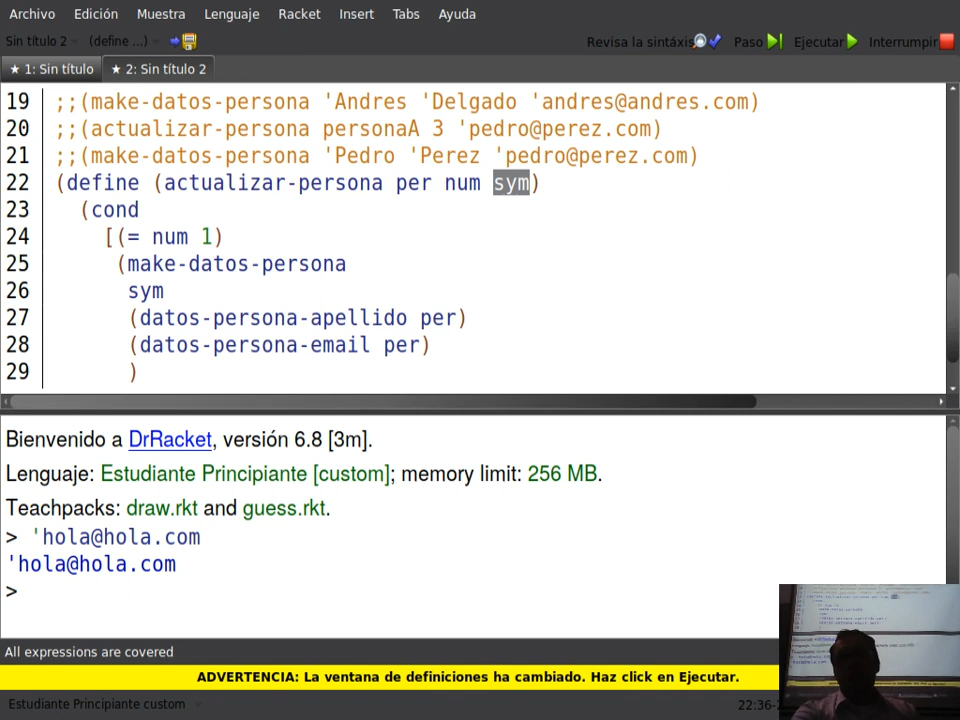 Archivo Edición Muestra Lenguaje Racket Insert Tabs Ayuda
Sin título 2 (define ...) Revisa la sintáxis Paso Ejecutar Interrumpir
★ 1: Sin título ★ 2: Sin título 2
19 ;;(make-datos-persona 'Andres 'Delgado 'andres@andres.com)
20 ;;(actualizar-persona personaA 3 'pedro@perez.com)
21 ;;(make-datos-persona 'Pedro 'Perez 'pedro@perez.com)
22 (define (actualizar-persona per num sym)
23 (cond
24 [(= num 1)
25 (make-datos-persona
26 sym
27 (datos-persona-apellido per)
28 (datos-persona-email per)
29 )
Bienvenido a DrRacket, versión 6.8 [3m].
Lenguaje: Estudiante Principiante [custom]; memory limit: 256 MB.
Teachpacks: draw.rkt and guess.rkt.
> 'hola@hola.com
'hola@hola.com
>
All expressions are covered
ADVERTENCIA: La ventana de definiciones ha cambiado. Haz click en Ejecutar.
Estudiante Principiante custom 22:36-